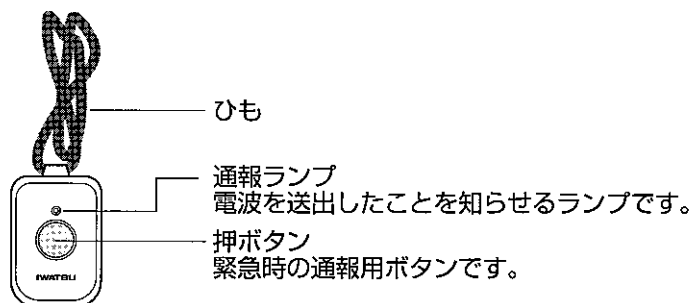 ひも
通報ランプ
電波を送出したことを知らせるランプです。
押ボタン
緊急時の通報用ボタンです。
IWATSU